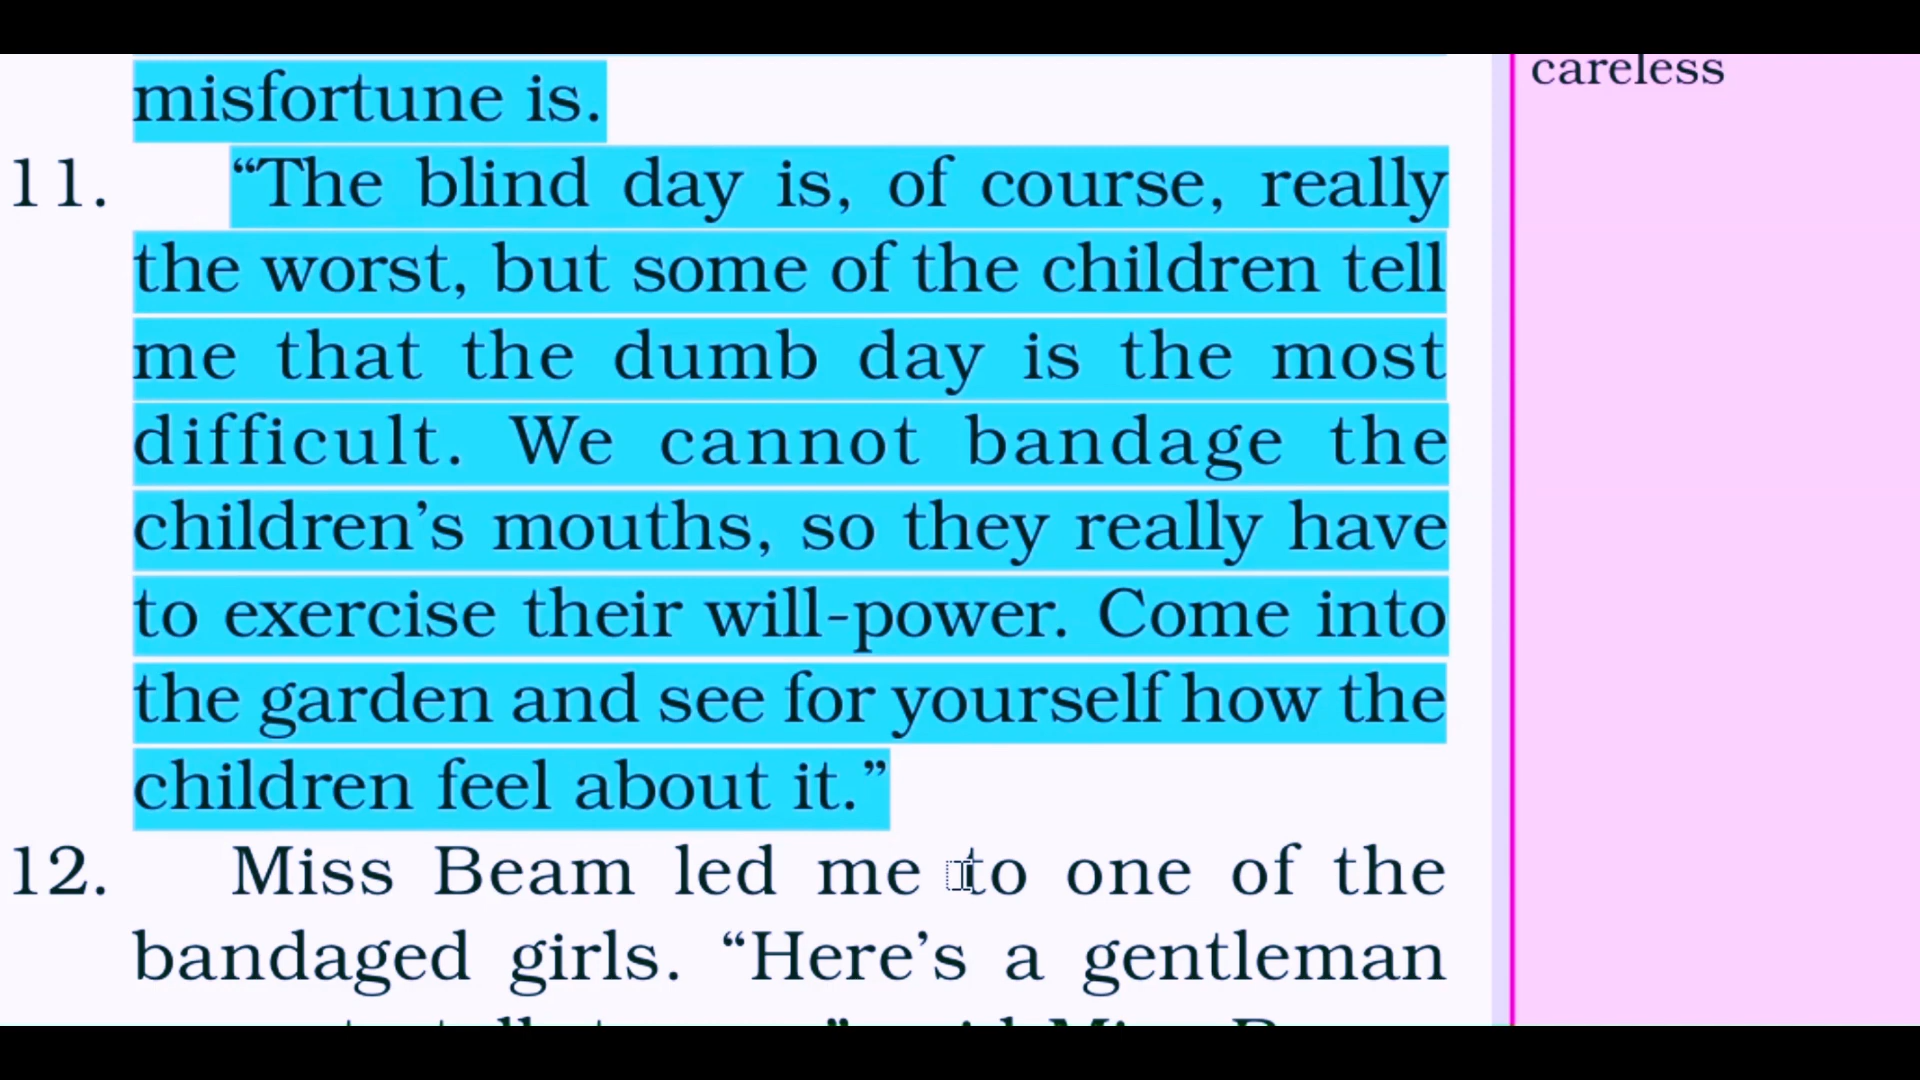 careless
misfortune is.
11. “The blind day is, of course, really
the worst, but some of the children tell
me that the dumb day is the most
difficult. We cannot bandage the
children’s mouths, so they really have
to exercise their will-power. Come into
the garden and see for yourself how the
children feel about it.”
12. Miss Beam led me to one of the
bandaged girls. “Here’s a gentleman